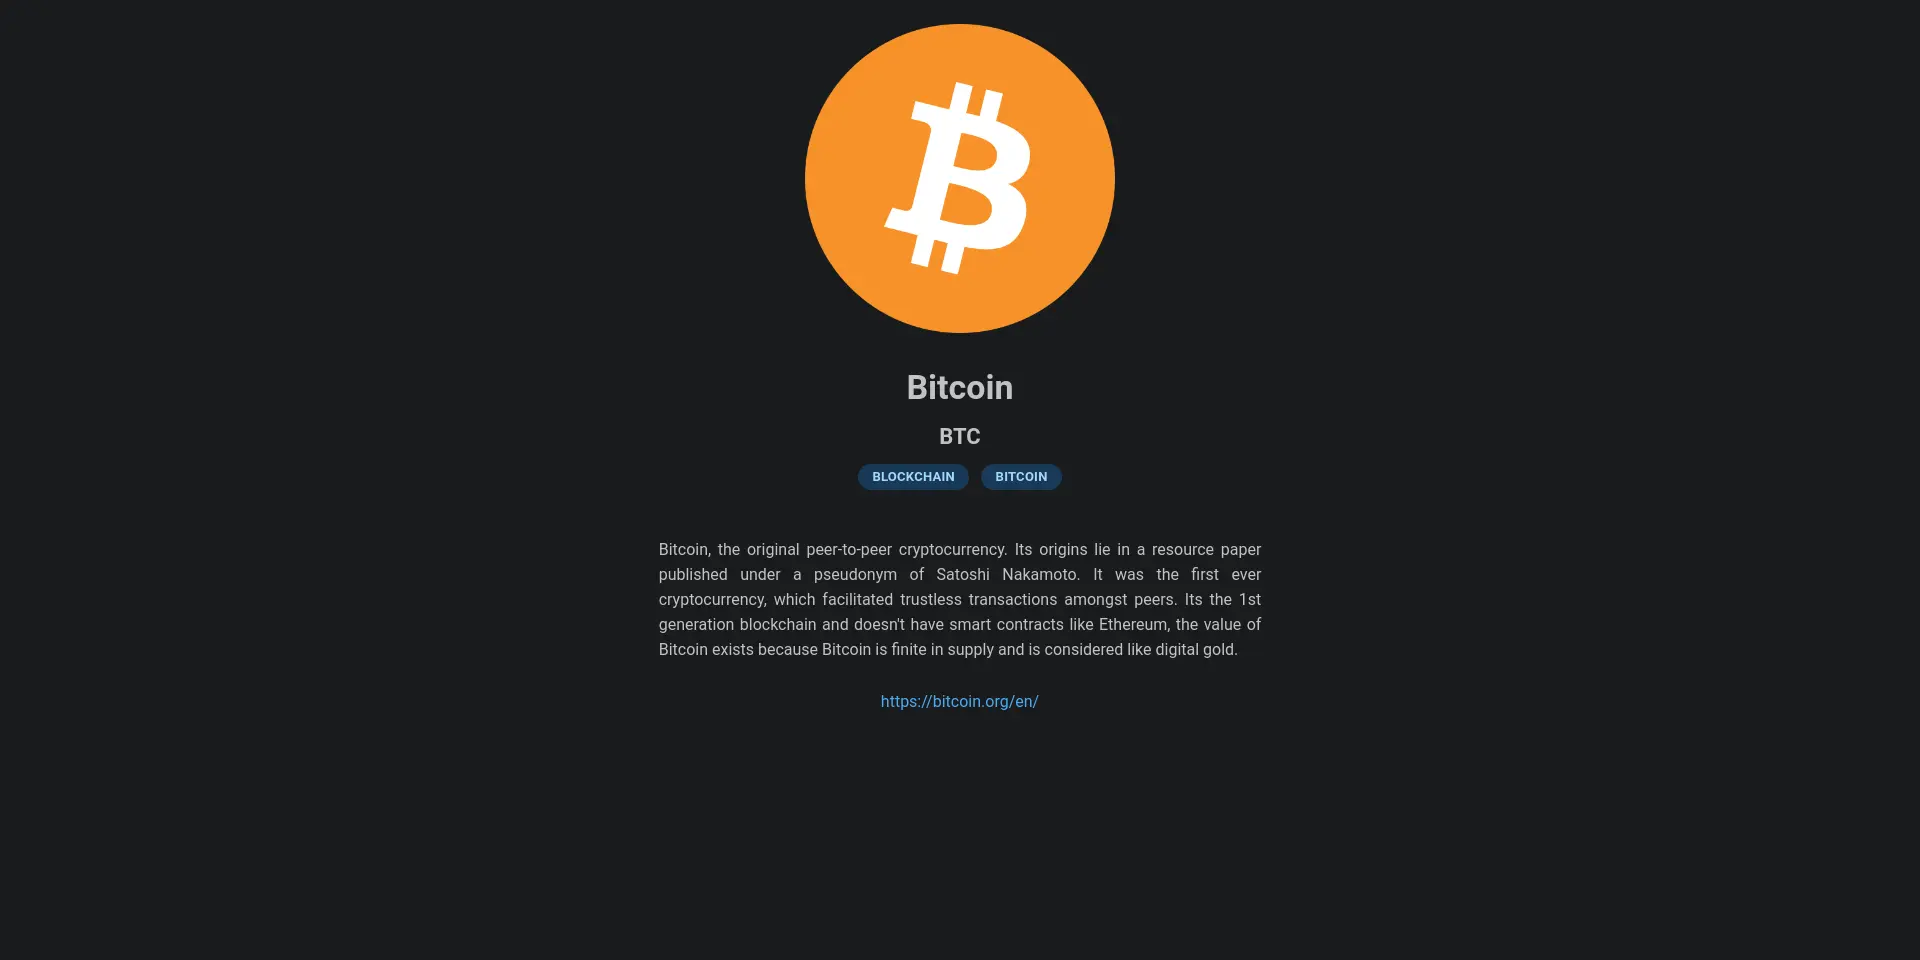 Bitcoin
BTC
BLOCKCHAIN BITCOIN
Bitcoin, the original peer-to-peer cryptocurrency. Its origins lie in a resource paper
published under a pseudonym of Satoshi Nakamoto. It was the first ever
cryptocurrency, which facilitated trustless transactions amongst peers. Its the 1st
generation blockchain and doesn't have smart contracts like Ethereum, the value of
Bitcoin exists because Bitcoin is finite in supply and is considered like digital gold.
https://bitcoin.org/en/